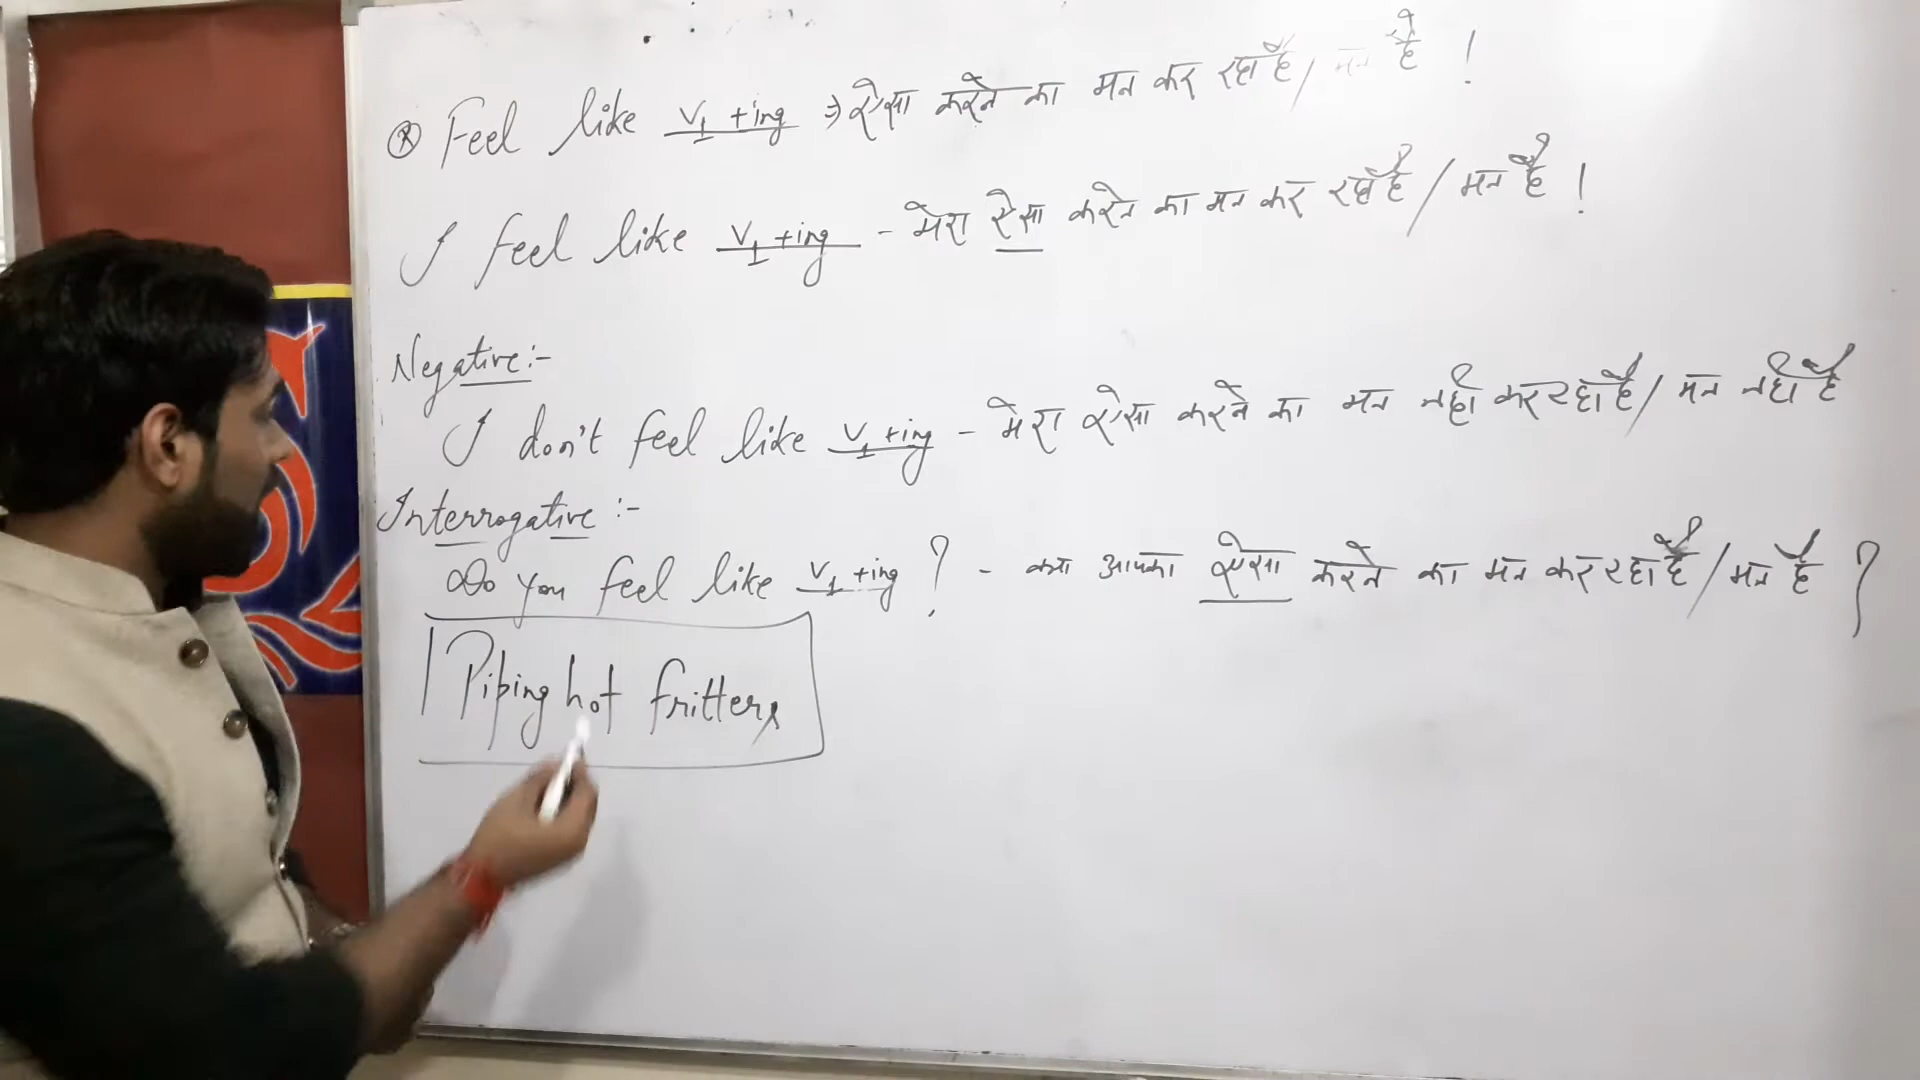 ⊗ Feel like V1 +ing ⇒ ऐसा करने का मन कर रहा है / मन है !
I feel like V1 +ing - मेरा ऐसा करने का मन कर रहा है / मन है !
Negative :-
I don't feel like V1 +ing - मेरा ऐसा करने का मन नहीं कर रहा है / मन नहीं है
Interrogative :-
Do you feel like V1 +ing ? - क्या आपका ऐसा करने का मन कर रहा है / मन है ?
Piping hot fritters